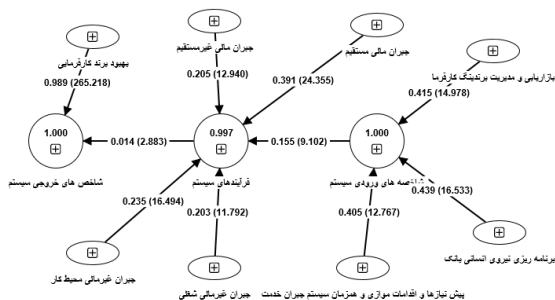 جبران مالی غیرمستقیم
جبران مالی مستقیم
بهبود برند کارفرمایی
بازاریابی و مدیریت برندینگ کارفرما
0.989 (265.218)
0.205 (12.940)
0.391 (24.355)
0.415 (14.978)
1.000
0.997
1.000
0.014 (2.883)
0.155 (9.102)
شاخص های خروجی سیستم
فرآیندهای سیستم
شاخصه های ورودی سیستم
0.235 (16.494)
0.203 (11.792)
0.405 (12.767)
0.439 (16.533)
برنامه ریزی نیروی انسانی بانک
جبران غیرمالی محیط کار
جبران غیرمالی شغلی
پیش نیازها و اقدامات موازی و همزمان سیستم جبران خدمت